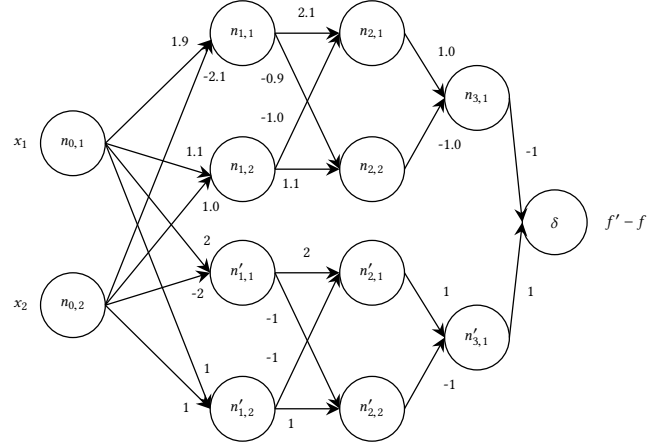 2.1
n1,1
n2,1
1.9
1.0
-2.1
-0.9
n3,1
-1.0
x1
n0,1
1.1
-1.0
-1
n1,2
n2,2
1.1
1.0
δ
f′ − f
2
2
n′1,1
n′2,1
-2
x2
n0,2
1
1
-1
n′3,1
-1
1
-1
1
n′1,2
n′2,2
1